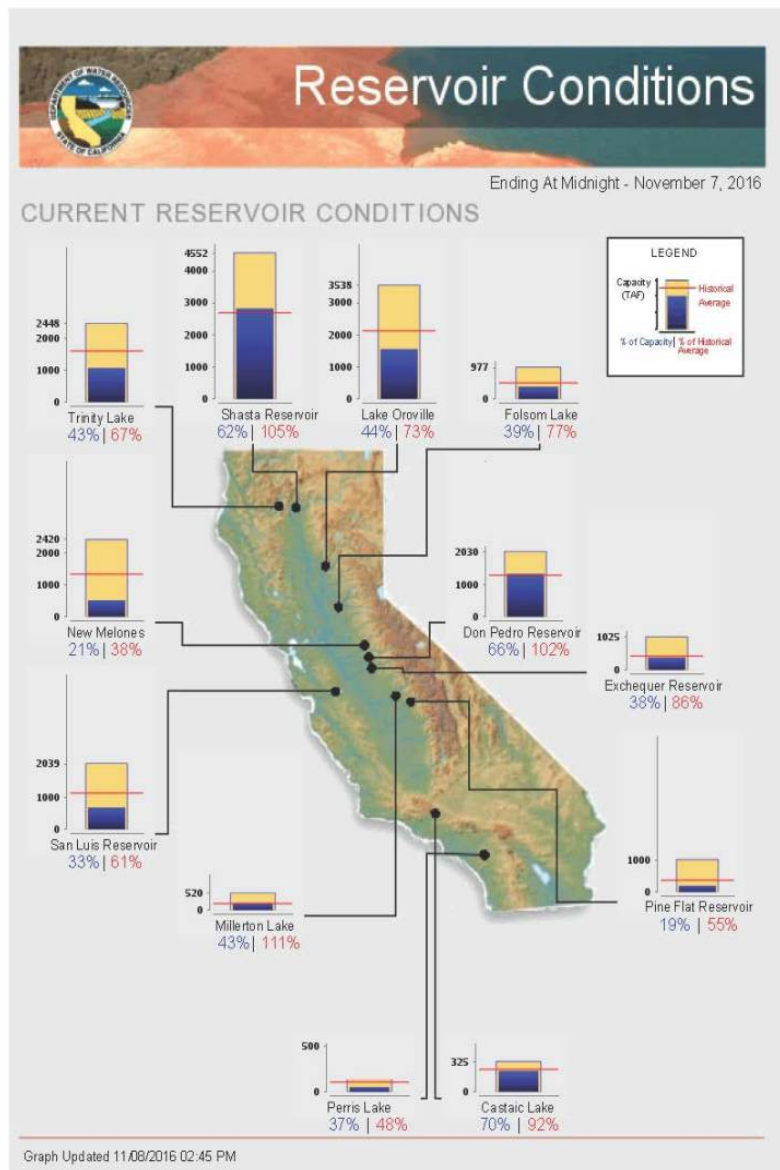 DEPARTMENT OF WATER RESOURCES
STATE OF CALIFORNIA
Reservoir Conditions
Ending At Midnight - November 7, 2016
CURRENT RESERVOIR CONDITIONS
2448
2000
1000
0
Trinity Lake
43% | 67%
4552
4000
3000
2000
1000
0
Shasta Reservoir
62% | 105%
3538
3000
2000
1000
0
Lake Oroville
44% | 73%
977
0
Folsom Lake
39% | 77%
LEGEND
Capacity
(TAF)
Historical
Average
% of Capacity | % of Historical
Average
2420
2000
1000
0
New Melones
21% | 38%
2030
1000
0
Don Pedro Reservoir
66% | 102%
1025
0
Exchequer Reservoir
38% | 86%
2039
1000
0
San Luis Reservoir
33% | 61%
520
0
Millerton Lake
43% | 111%
1000
0
Pine Flat Reservoir
19% | 55%
500
0
Perris Lake
37% | 48%
325
0
Castaic Lake
70% | 92%
Graph Updated 11/08/2016 02:45 PM